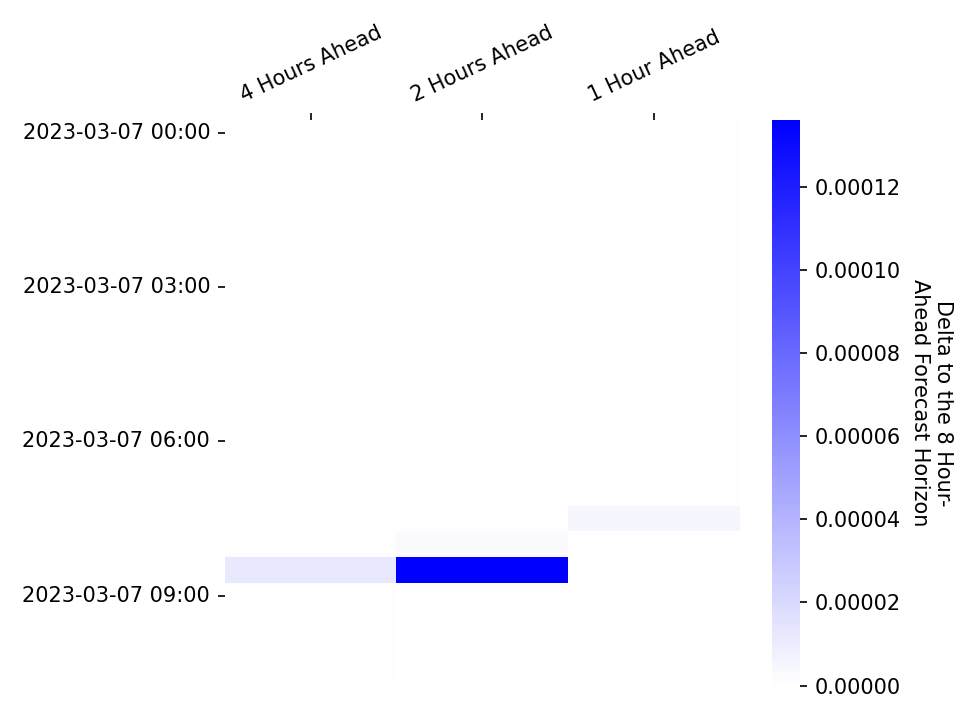 4 Hours Ahead
2 Hours Ahead
1 Hour Ahead
2023-03-07 00:00
2023-03-07 03:00
2023-03-07 06:00
2023-03-07 09:00
0.00012
0.00010
0.00008
0.00006
0.00004
0.00002
0.00000
Delta to the 8 Hour-
Ahead Forecast Horizon